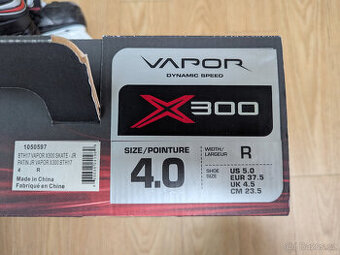 VAPOR
DYNAMIC SPEED
X300
SIZE/POINTURE
4.0
WIDTH/
LARGEUR
R
SHOE
SIZE
US 5.0
EUR 37.5
UK 4.5
CM 23.5
1050597
BTH17 VAPOR X300 SKATE - JR
PATIN JR VAPOR X300 BTH17
4 R
Made in China
Fabriqué en Chine